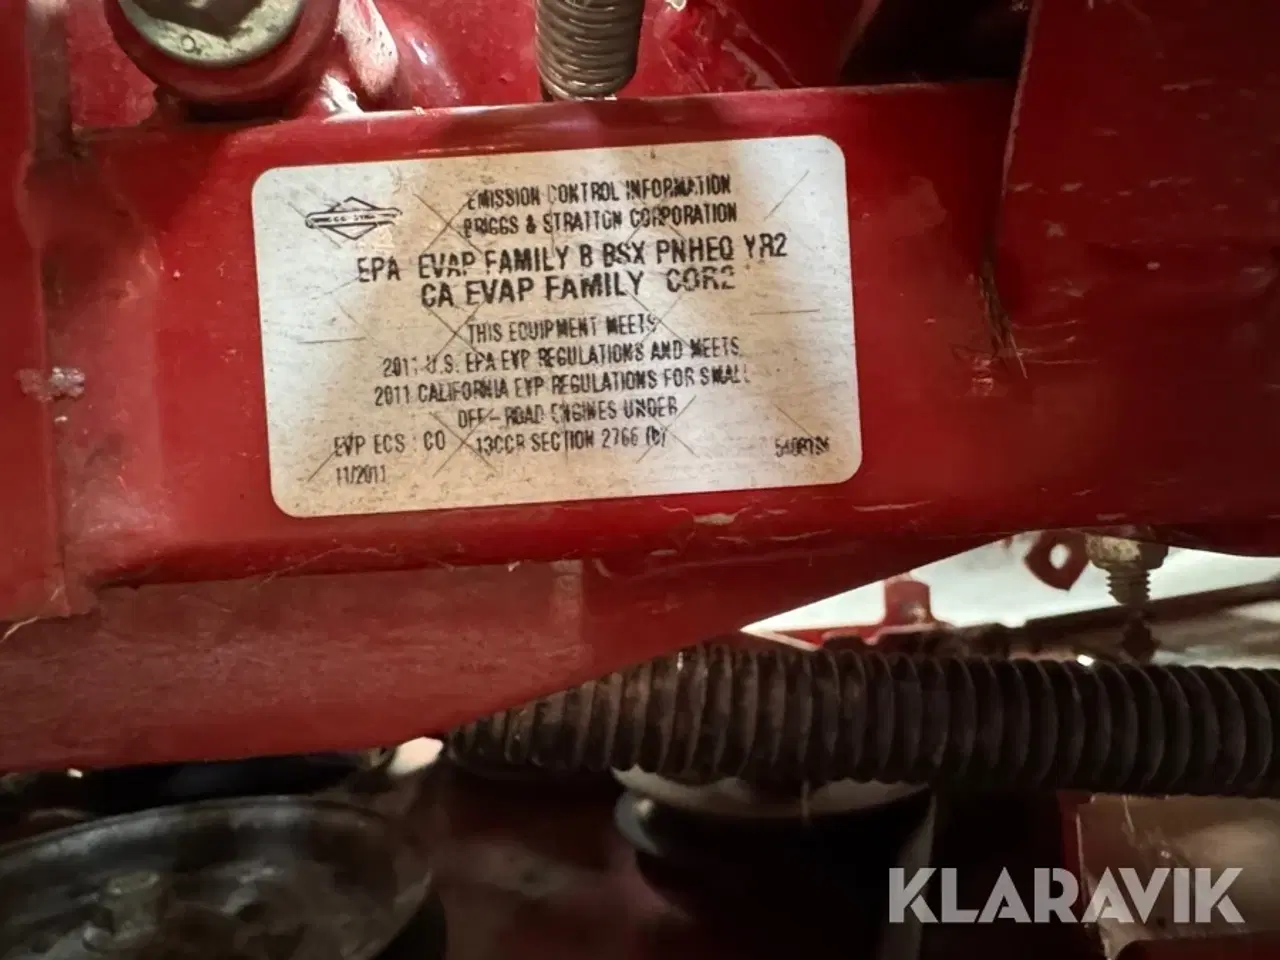 EMISSION CONTROL INFORMATION
BRIGGS & STRATTON CORPORATION
EPA EVAP FAMILY B BSX PNHEQ YR2
CA EVAP FAMILY COR2
THIS EQUIPMENT MEETS
2011 U.S. EPA EVP REGULATIONS AND MEETS
2011 CALIFORNIA EVP REGULATIONS FOR SMALL
OFF-ROAD ENGINES UNDER
EVP ECS : CO 13CCR SECTION 2766 (b)
11/2011
KLARAVIK